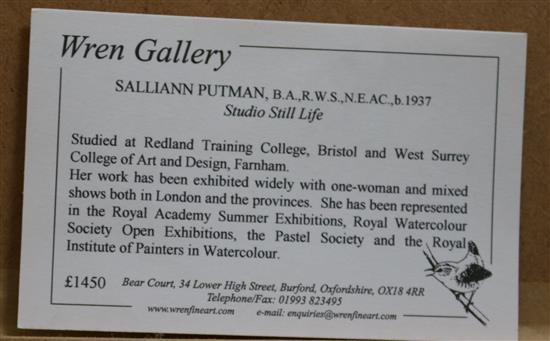 Wren Gallery
SALLIANN PUTMAN, B.A.,R.W.S.,N.E.AC.,b.1937
Studio Still Life
Studied at Redland Training College, Bristol and West Surrey
College of Art and Design, Farnham.
Her work has been exhibited widely with one-woman and mixed
shows both in London and the provinces. She has been represented
in the Royal Academy Summer Exhibitions, Royal Watercolour
Society Open Exhibitions, the Pastel Society and the Royal
Institute of Painters in Watercolour.
£1450
Bear Court, 34 Lower High Street, Burford, Oxfordshire, OX18 4RR
Telephone/Fax: 01993 823495
www.wrenfineart.com e-mail: enquiries@wrenfineart.com